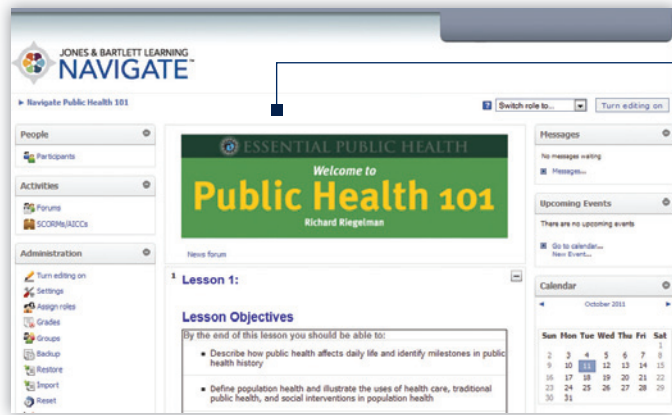 JONES & BARTLETT LEARNING
NAVIGATE™
Navigate Public Health 101
Switch role to...
Turn editing on
People
Participants
Activities
Forums
SCORMs/AICCs
Administration
Turn editing on
Settings
Assign roles
Grades
Groups
Backup
Restore
Import
Reset
ESSENTIAL PUBLIC HEALTH
Welcome to
Public Health 101
Richard Riegelman
News forum
1 Lesson 1:
Lesson Objectives
By the end of this lesson you should be able to:
Describe how public health affects daily life and identify milestones in public
health history
Define population health and illustrate the uses of health care, traditional
public health, and social interventions in population health
Messages
No messages waiting
Messages...
Upcoming Events
There are no upcoming events
Go to calendar...
New Event...
Calendar
October 2011
Sun Mon Tue Wed Thu Fri Sat
1
2 3 4 5 6 7 8
9 10 11 12 13 14 15
16 17 18 19 20 21 22
23 24 25 26 27 28 29
30 31